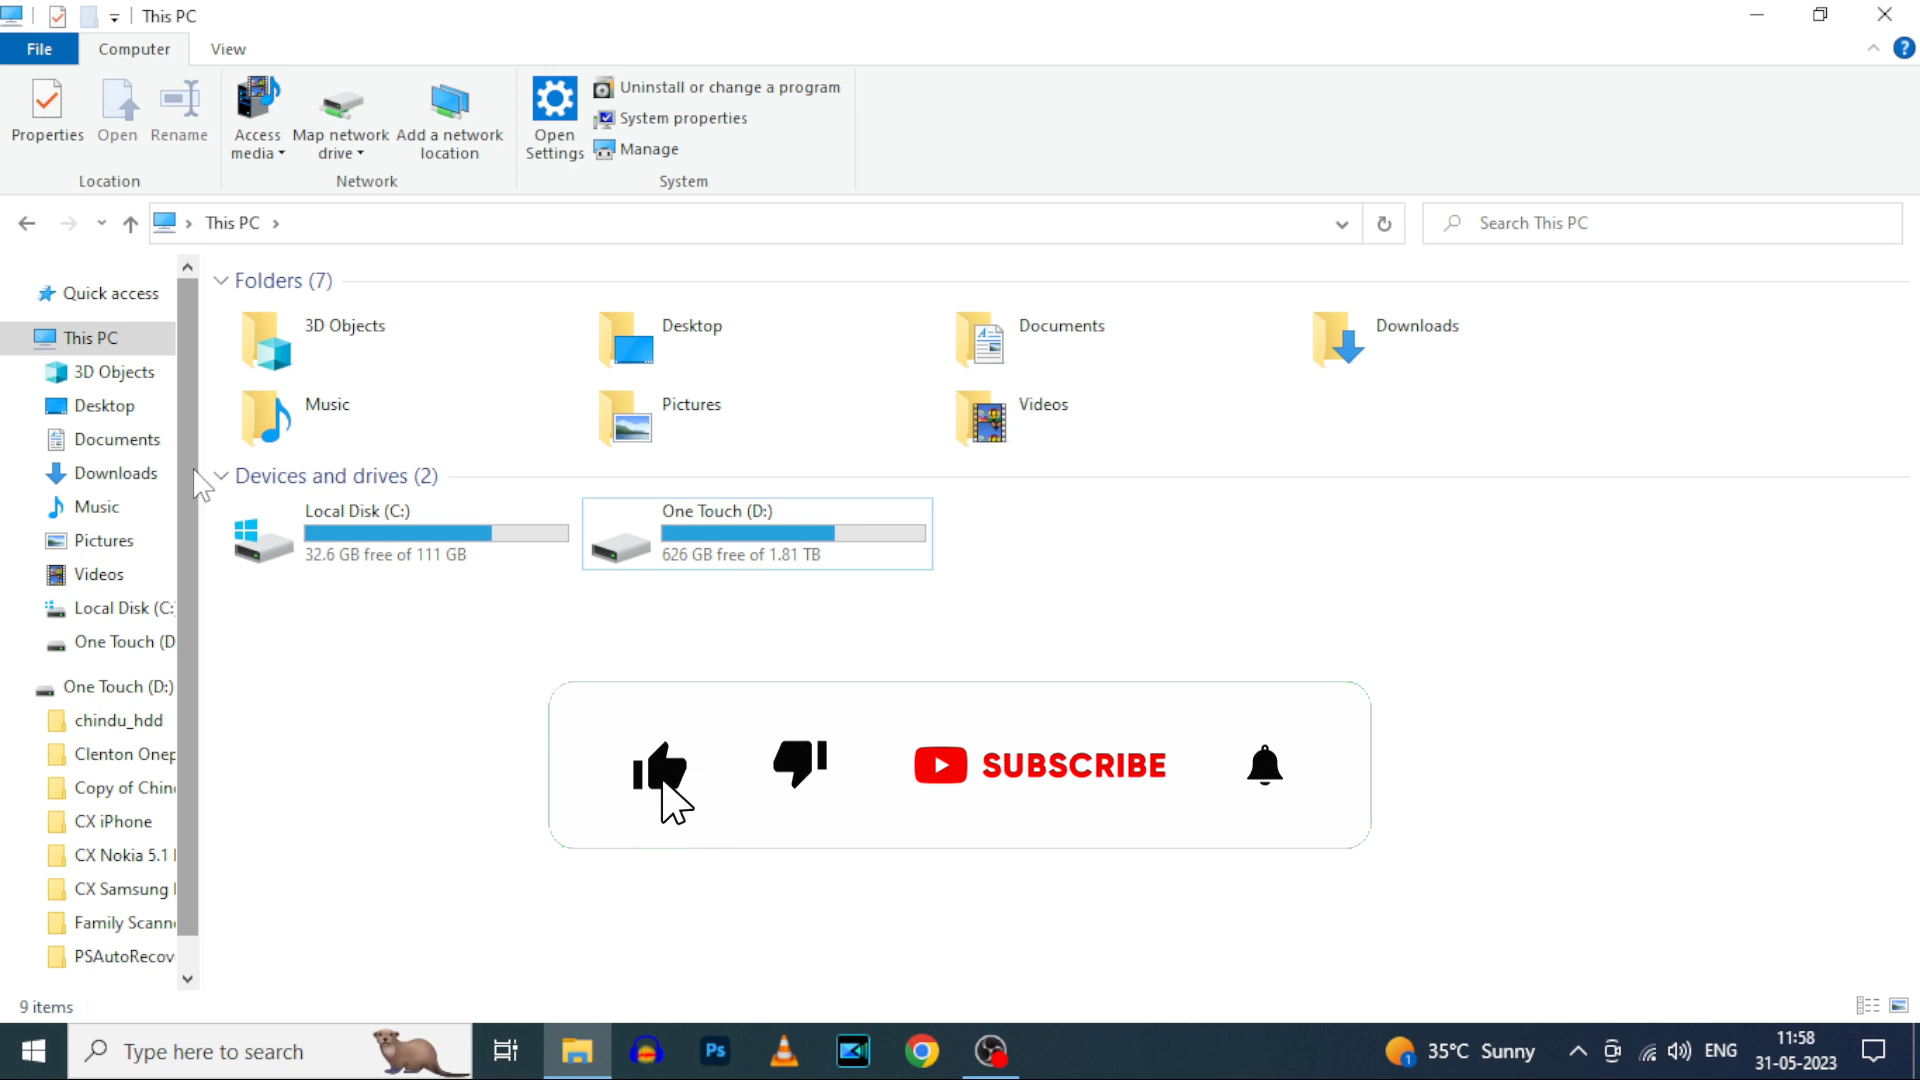 This PC
File Computer View
Properties Open Rename
Access media
Map network drive
Add a network location
Open Settings
Uninstall or change a program
System properties
Manage
Location Network System
This PC
Search This PC
Quick access
This PC
3D Objects
Desktop
Documents
Downloads
Music
Pictures
Videos
Local Disk (C:
One Touch (D
One Touch (D:)
chindu_hdd
Clenton Onep
Copy of Chin
CX iPhone
CX Nokia 5.1
CX Samsung
Family Scann
PSAutoRecov
Folders (7)
3D Objects
Desktop
Documents
Downloads
Music
Pictures
Videos
Devices and drives (2)
Local Disk (C:)
32.6 GB free of 111 GB
One Touch (D:)
626 GB free of 1.81 TB
SUBSCRIBE
9 items
Type here to search
Ps
1
35°C Sunny
ENG
11:58
31-05-2023